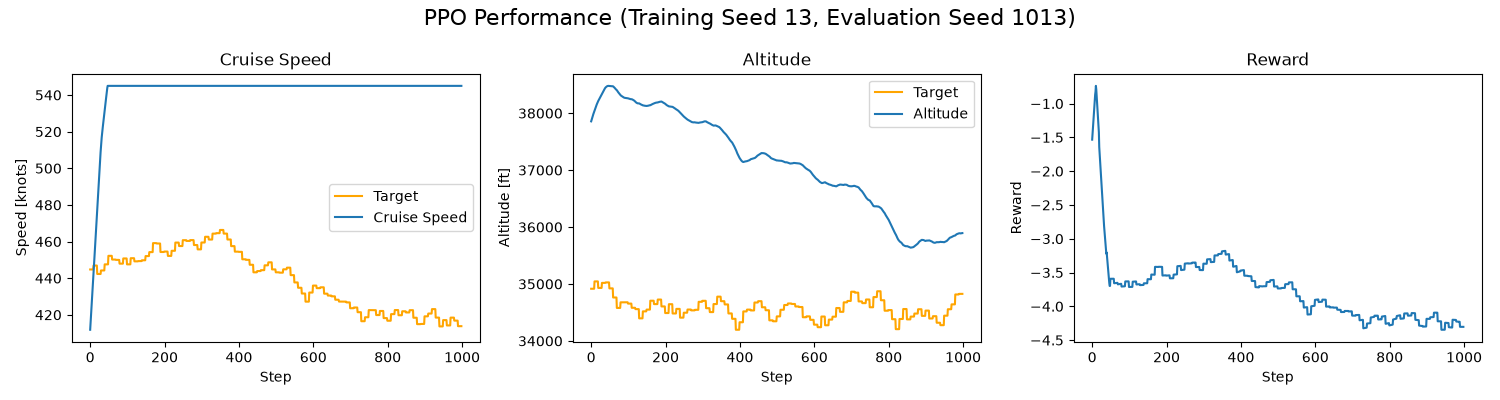 PPO Performance (Training Seed 13, Evaluation Seed 1013)
Cruise Speed
Speed [knots]
540
520
500
480
460
440
420
Target
Cruise Speed
0 200 400 600 800 1000
Step
Altitude
Altitude [ft]
38000
37000
36000
35000
34000
Target
Altitude
0 200 400 600 800 1000
Step
Reward
Reward
−1.0
−1.5
−2.0
−2.5
−3.0
−3.5
−4.0
−4.5
0 200 400 600 800 1000
Step